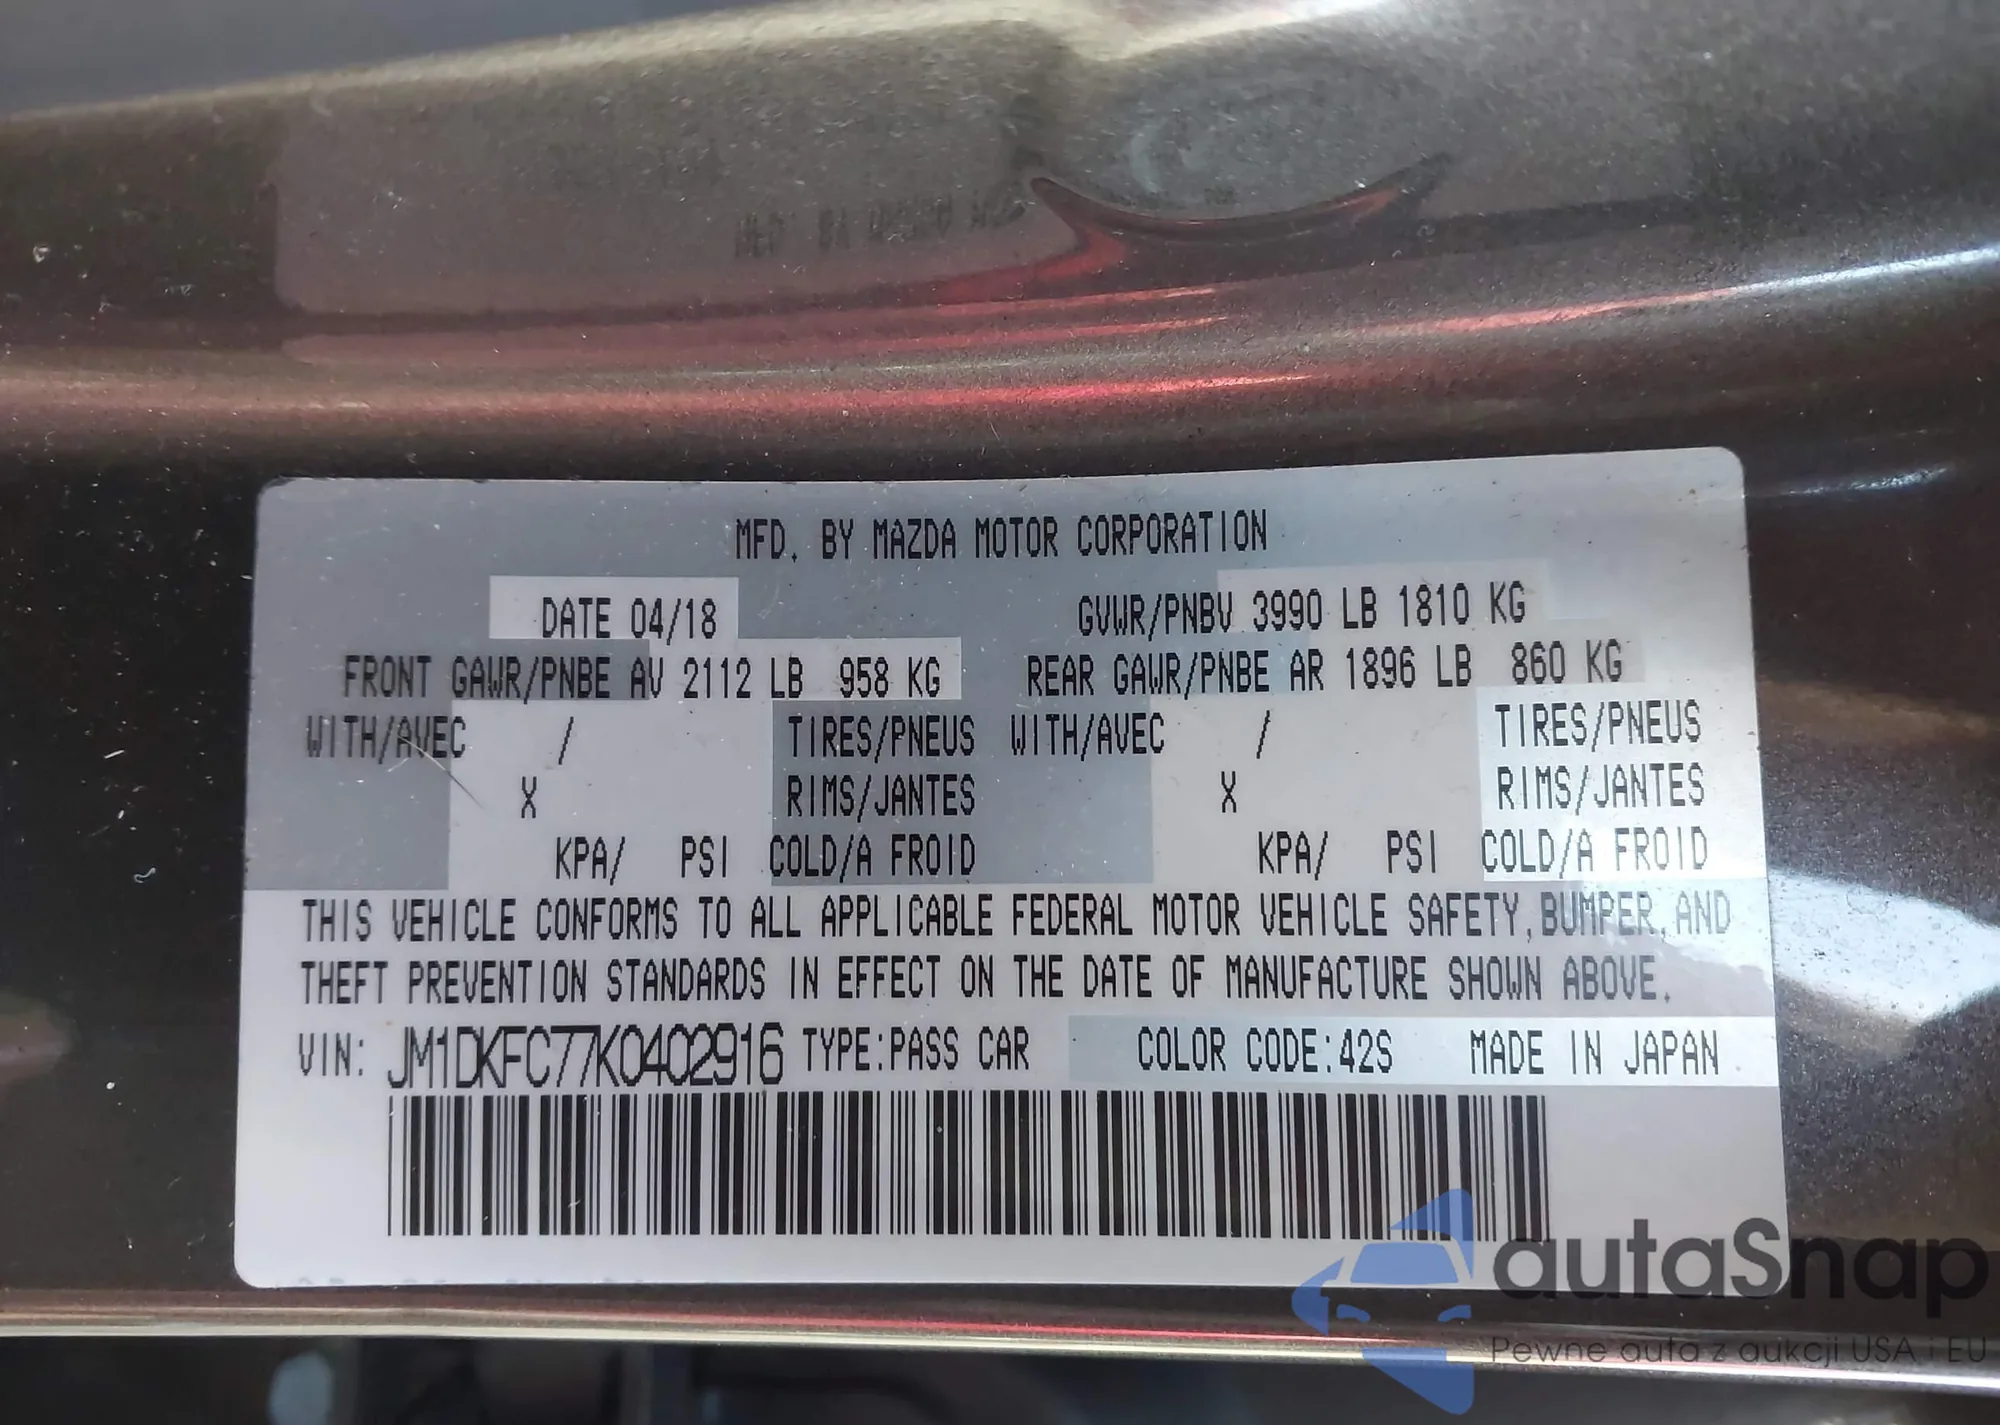 MFD. BY MAZDA MOTOR CORPORATION
DATE 04/18 GVWR/PNBV 3990 LB 1810 KG
FRONT GAWR/PNBE AV 2112 LB 958 KG REAR GAWR/PNBE AR 1896 LB 860 KG
WITH/AVEC / TIRES/PNEUS WITH/AVEC / TIRES/PNEUS
X RIMS/JANTES X RIMS/JANTES
KPA/ PSI COLD/A FROID KPA/ PSI COLD/A FROID
THIS VEHICLE CONFORMS TO ALL APPLICABLE FEDERAL MOTOR VEHICLE SAFETY, BUMPER, AND
THEFT PREVENTION STANDARDS IN EFFECT ON THE DATE OF MANUFACTURE SHOWN ABOVE.
VIN: JM1DKFC77K0402916 TYPE:PASS CAR COLOR CODE:42S MADE IN JAPAN
autaSnap
Pewne auta z aukcji USA i EU